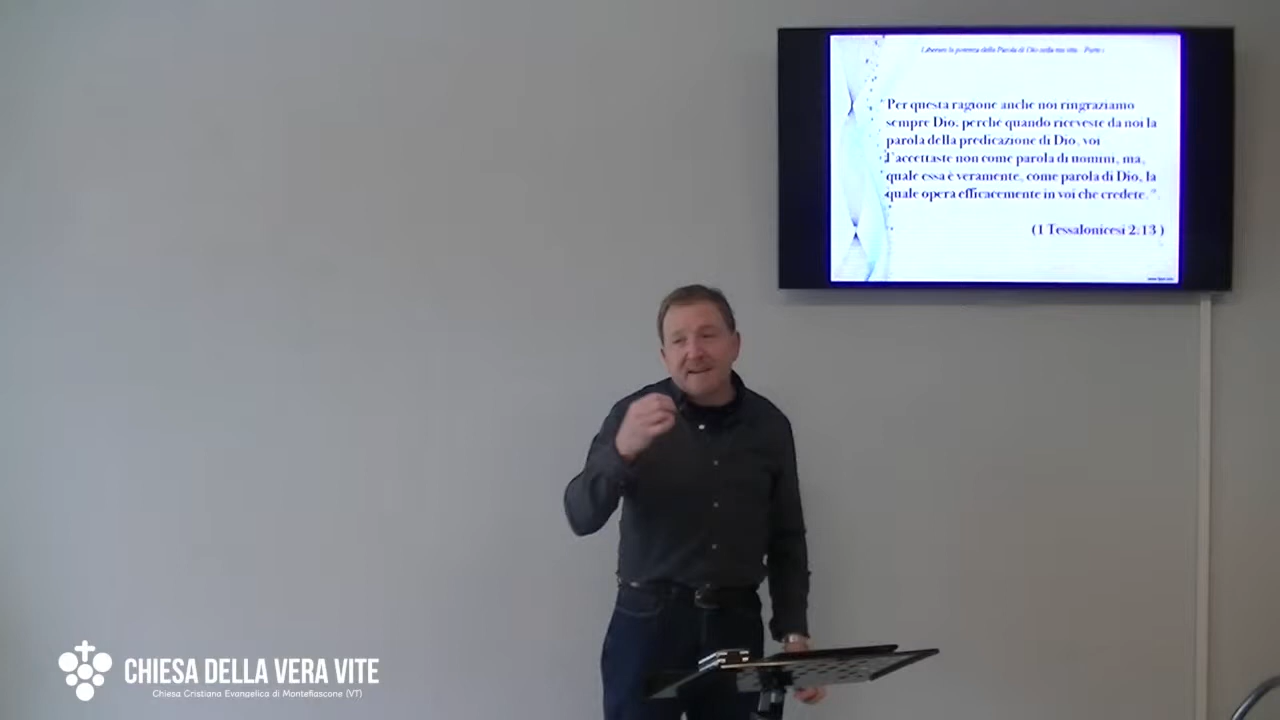 Liberare la potenza della Parola di Dio nella tua vita - Parte 1
"Per questa ragione anche noi ringraziamo
sempre Dio, perché quando riceveste da noi la
parola della predicazione di Dio, voi
l'accettaste non come parola di uomini, ma,
quale essa è veramente, come parola di Dio, la
quale opera efficacemente in voi che credete.".
(1 Tessalonicesi 2:13 )
CHIESA DELLA VERA VITE
Chiesa Cristiana Evangelica di Montefiascone (VT)